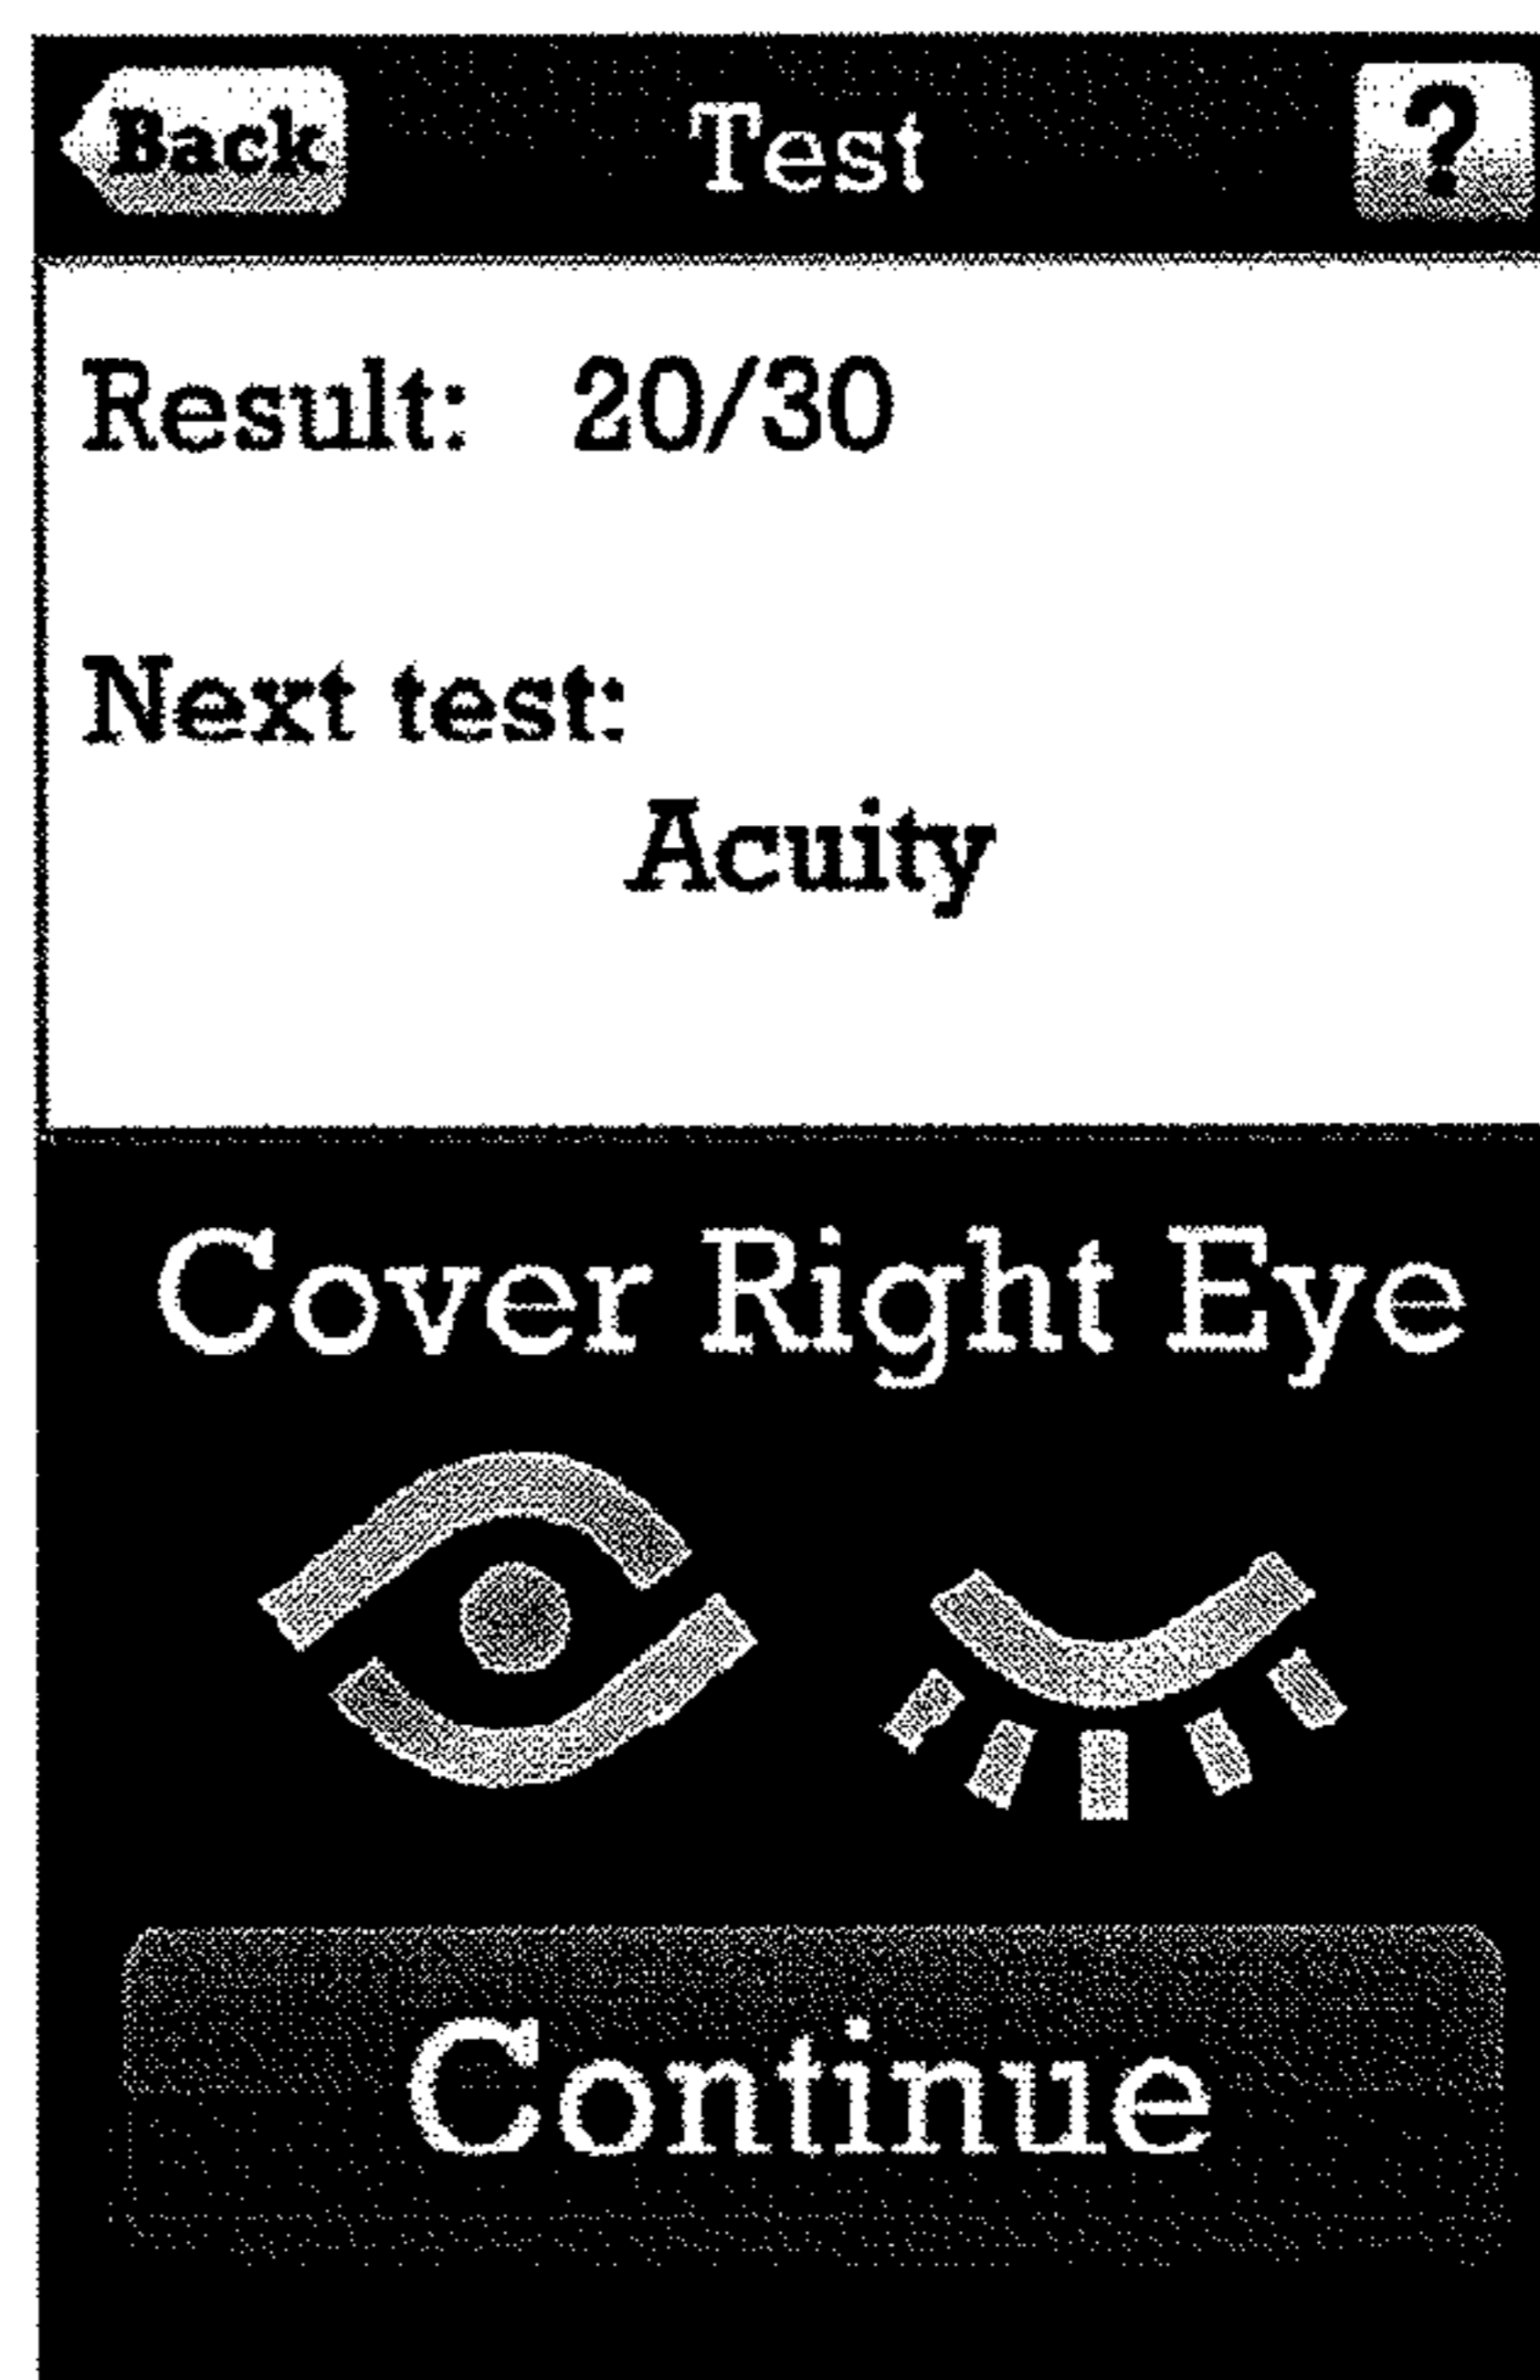 Back Test ?
Result: 20/30
Next test:
Acuity
Cover Right Eye
Continue